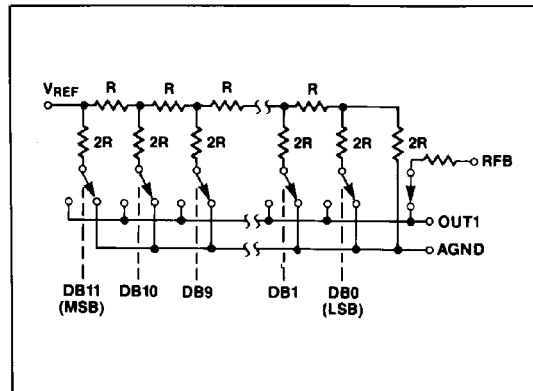 R R R R
VREF
2R 2R 2R 2R 2R 2R RFB
OUT1
AGND
DB11 DB10 DB9 DB1 DB0
(MSB) (LSB)